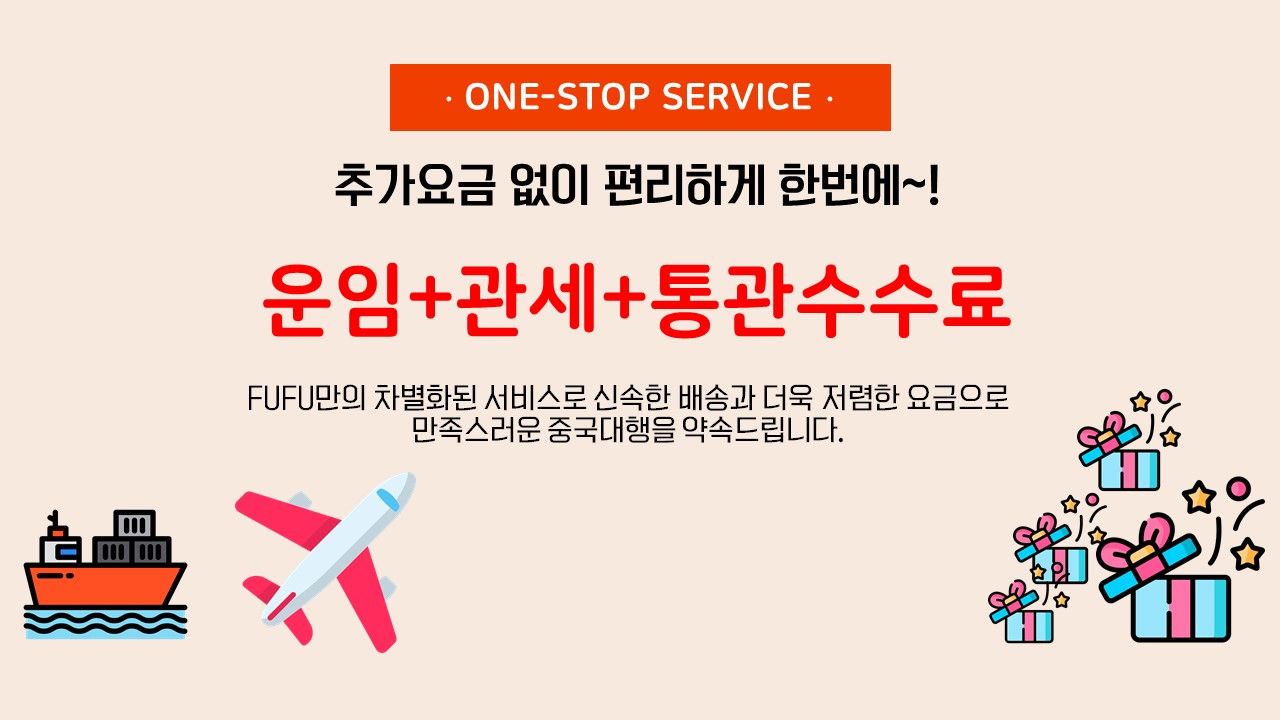 · ONE-STOP SERVICE ·
추가요금 없이 편리하게 한번에~!
운임+관세+통관수수료
FUFU만의 차별화된 서비스로 신속한 배송과 더욱 저렴한 요금으로
만족스러운 중국대행을 약속드립니다.